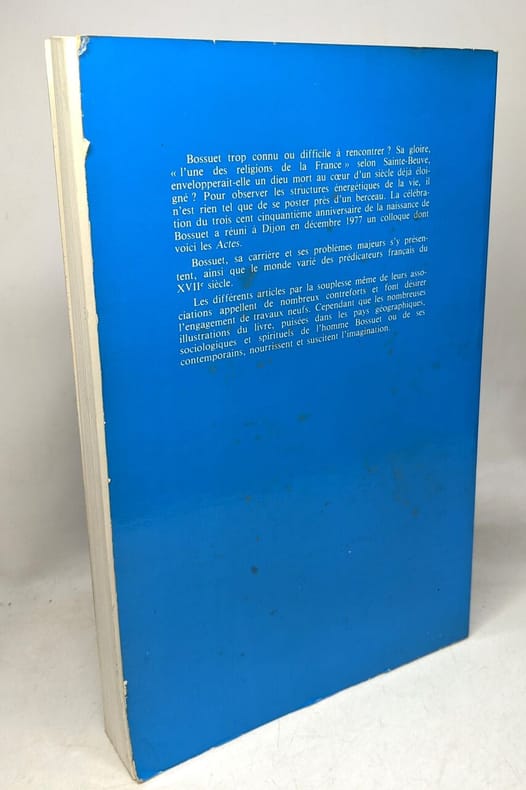 Bossuet trop connu ou difficile à rencontrer ? Sa gloire,
« l'une des religions de la France » selon Sainte-Beuve,
envelopperait-elle un dieu mort au cœur d'un siècle déjà éloi-
gné ? Pour observer les structures énergétiques de la vie, il
n'est rien tel que de se poster près d'un berceau. La célébra-
tion du trois cent cinquantième anniversaire de la naissance de
Bossuet a réuni à Dijon en décembre 1977 un colloque dont
voici les Actes.
Bossuet, sa carrière et ses problèmes majeurs s'y présen-
tent, ainsi que le monde varié des prédicateurs français du
XVIIe siècle.
Les différents articles par la souplesse même de leurs asso-
ciations appellent de nombreux contreforts et font désirer
l'engagement de travaux neufs. Cependant que les nombreuses
illustrations du livre, puisées dans les pays géographiques,
sociologiques et spirituels de l'homme Bossuet ou de ses
contemporains, nourrissent et suscitent l'imagination.